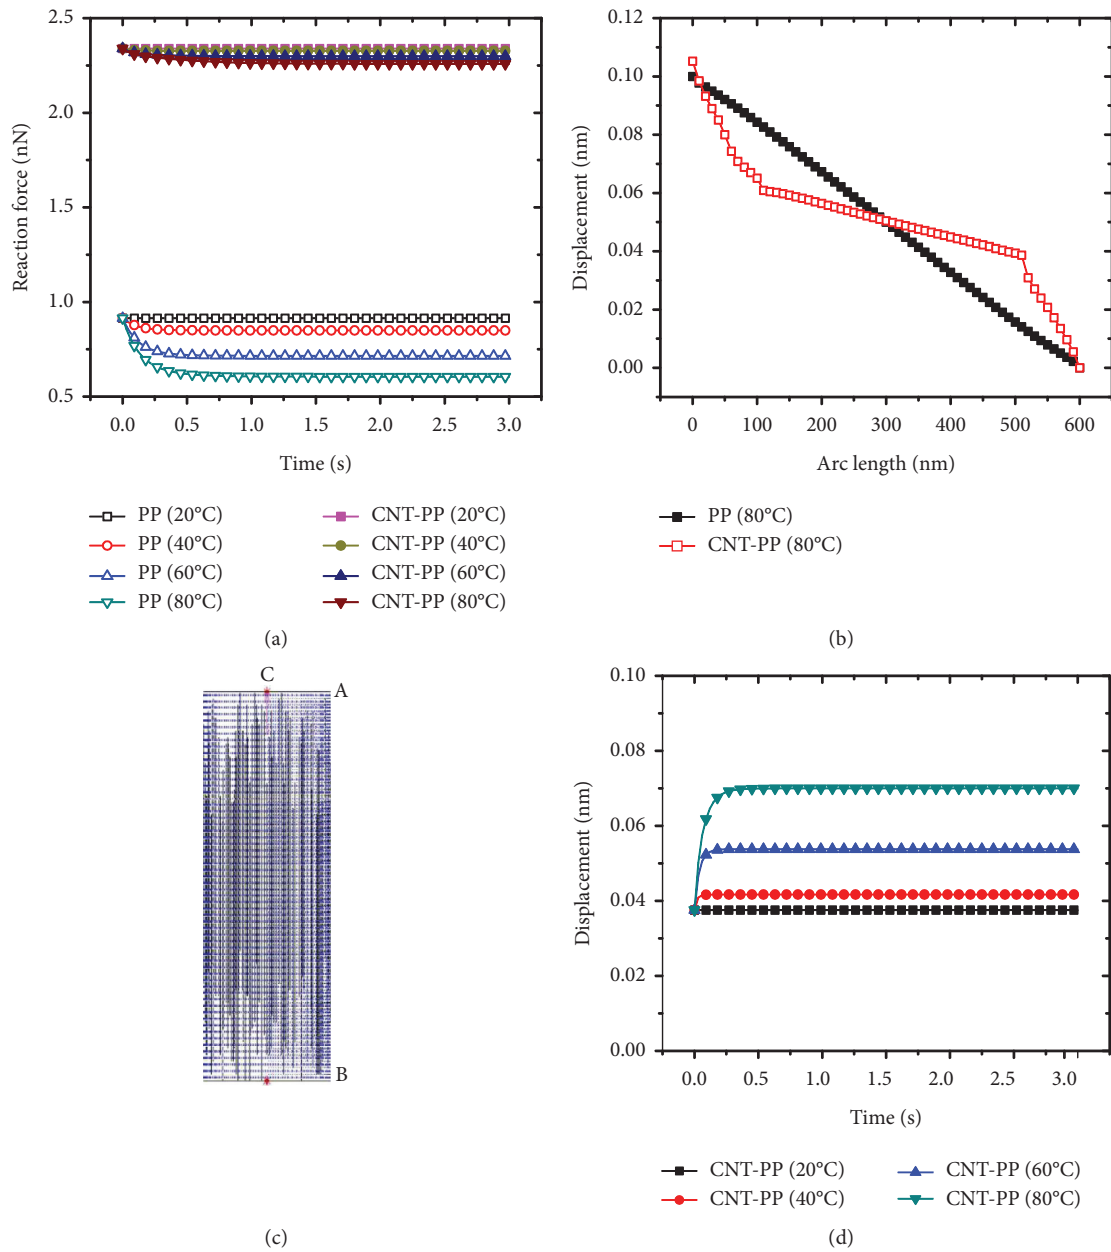 2.5
2.0
1.5
1.0
0.5
Reaction force (nN)
0.0 0.5 1.0 1.5 2.0 2.5 3.0
Time (s)
PP (20°C)
PP (40°C)
PP (60°C)
PP (80°C)
CNT-PP (20°C)
CNT-PP (40°C)
CNT-PP (60°C)
CNT-PP (80°C)
(a)
0.12
0.10
0.08
0.06
0.04
0.02
0.00
Displacement (nm)
0 100 200 300 400 500 600
Arc length (nm)
PP (80°C)
CNT-PP (80°C)
(b)
C
A
B
(c)
0.10
0.08
0.06
0.04
0.02
0.00
Displacement (nm)
0.0 0.5 1.0 1.5 2.0 2.5 3.0
Time (s)
CNT-PP (20°C)
CNT-PP (40°C)
CNT-PP (60°C)
CNT-PP (80°C)
(d)